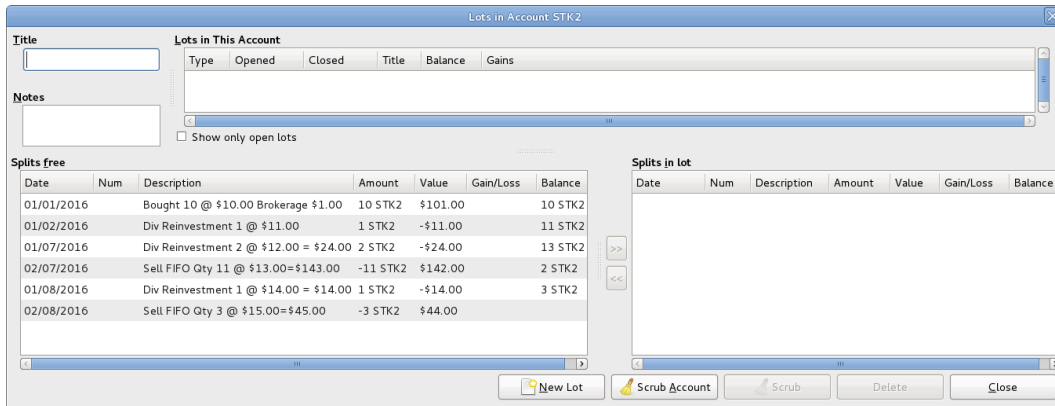 Lots in Account STK2
Title
Lots in This Account
Type Opened Closed Title Balance Gains
Notes
Show only open lots
Splits free
Date Num Description Amount Value Gain/Loss Balance
01/01/2016 Bought 10 @ $10.00 Brokerage $1.00 10 STK2 $101.00 10 STK2
01/02/2016 Div Reinvestment 1 @ $11.00 1 STK2 -$11.00 11 STK2
01/07/2016 Div Reinvestment 2 @ $12.00 = $24.00 2 STK2 -$24.00 13 STK2
02/07/2016 Sell FIFO Qty 11 @ $13.00=$143.00 -11 STK2 $142.00 2 STK2
01/08/2016 Div Reinvestment 1 @ $14.00 = $14.00 1 STK2 -$14.00 3 STK2
02/08/2016 Sell FIFO Qty 3 @ $15.00=$45.00 -3 STK2 $44.00
>>
<<
Splits in lot
Date Num Description Amount Value Gain/Loss Balance
New Lot Scrub Account Scrub Delete Close